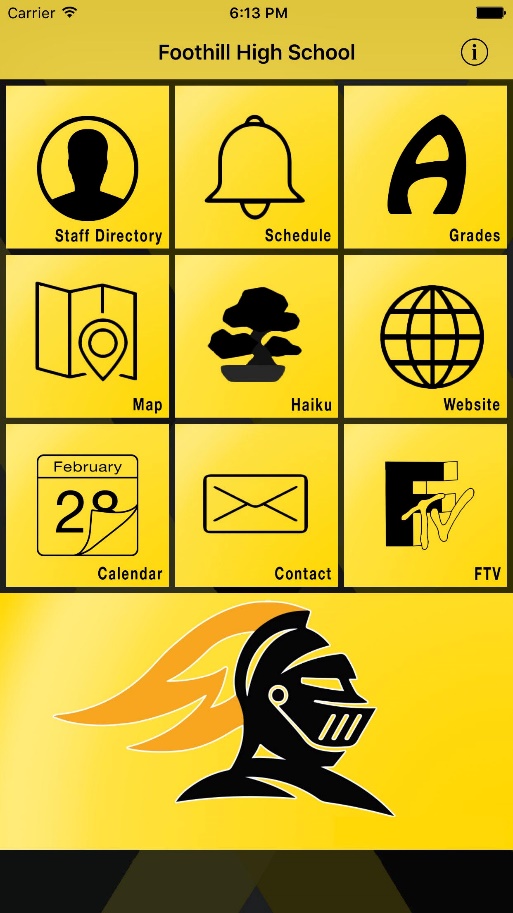 Carrier 6:13 PM
Foothill High School i
A
Staff Directory Schedule Grades
Map Haiku Website
February
28
FTV
Calendar Contact FTV